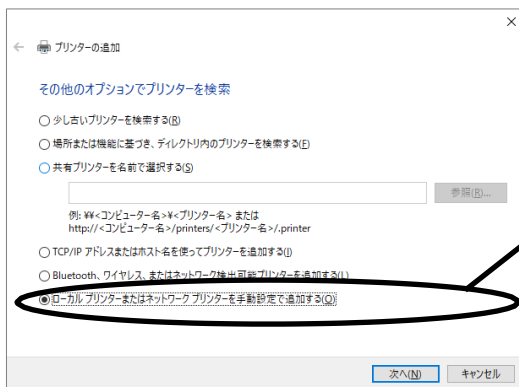 プリンターの追加
その他のオプションでプリンターを検索
少し古いプリンターを検索する(R)
場所または機能に基づき、ディレクトリ内のプリンターを検索する(F)
共有プリンターを名前で選択する(S)
参照(R)...
例: ¥¥<コンピューター名>¥<プリンター名> または
http://<コンピューター名>/printers/<プリンター名>/.printer
TCP/IP アドレスまたはホスト名を使ってプリンターを追加する(I)
Bluetooth、ワイヤレス、またはネットワーク検出可能プリンターを追加する(L)
ローカル プリンターまたはネットワーク プリンターを手動設定で追加する(O)
次へ(N)
キャンセル